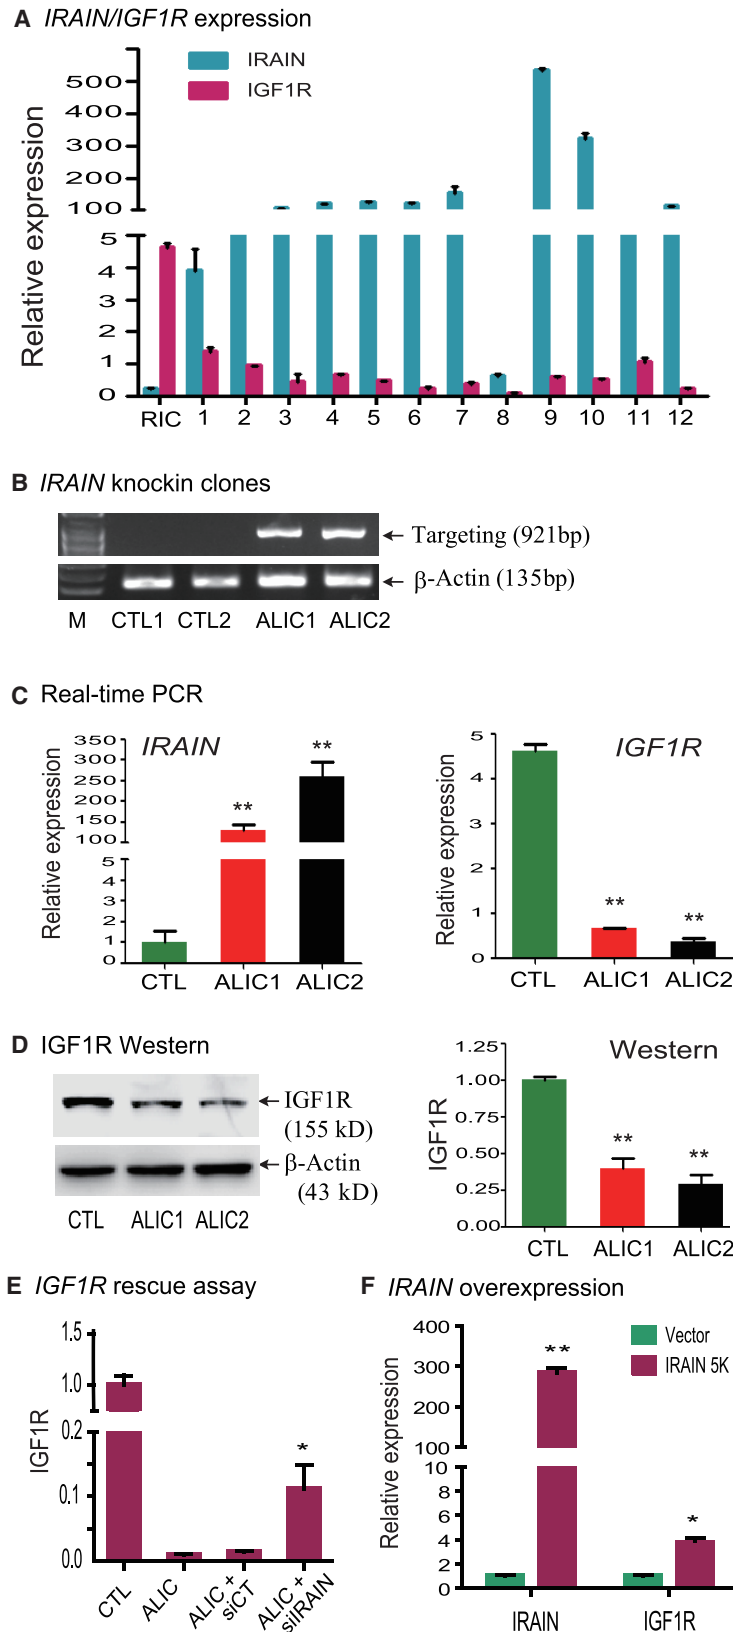 A IRAIN/IGF1R expression
Relative expression
500
400
300
200
100
5
4
3
2
1
0
IRAIN
IGF1R
RIC 1 2 3 4 5 6 7 8 9 10 11 12
B IRAIN knockin clones
Targeting (921bp)
β-Actin (135bp)
M CTL1 CTL2 ALIC1 ALIC2
C Real-time PCR
Relative expression
350
300
250
200
150
100
5
4
3
2
1
0
IRAIN
**
**
CTL ALIC1 ALIC2
Relative expression
5
4
3
2
1
0
IGF1R
**
**
CTL ALIC1 ALIC2
D IGF1R Western
IGF1R
(155 kD)
β-Actin
(43 kD)
CTL ALIC1 ALIC2
IGF1R
1.25
1.00
0.75
0.50
0.25
0.00
Western
**
**
CTL ALIC1 ALIC2
E IGF1R rescue assay
IGF1R
1.5
1.0
0.2
0.1
0.0
*
CTL
ALIC
ALIC +
siCT
ALIC +
siIRAIN
F IRAIN overexpression
Relative expression
400
300
200
100
10
8
6
4
2
0
Vector
IRAIN 5K
**
*
IRAIN IGF1R